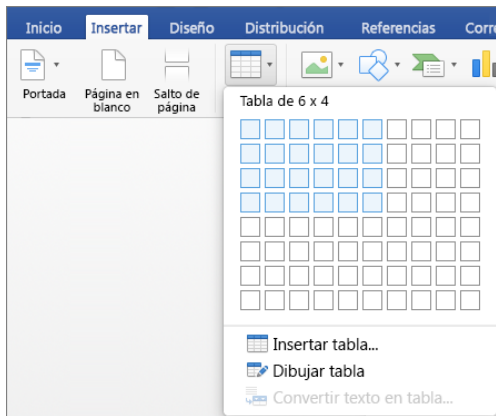 Inicio Insertar Diseño Distribución Referencias Corre
Portada Página en blanco Salto de página
Tabla de 6 x 4
Insertar tabla...
Dibujar tabla
Convertir texto en tabla...